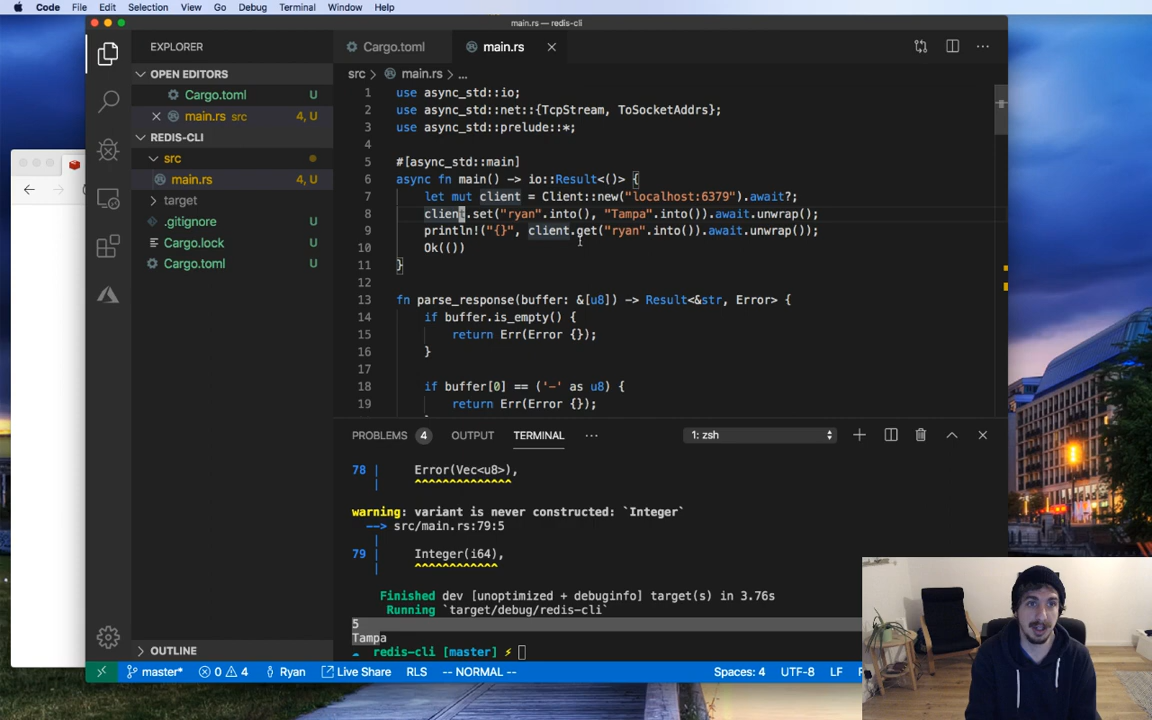 Code File Edit Selection View Go Debug Terminal Window Help
main.rs — redis-cli
EXPLORER
Cargo.toml
main.rs
OPEN EDITORS
Cargo.toml U
main.rs src 4, U
REDIS-CLI
src
main.rs 4, U
target
.gitignore U
Cargo.lock U
Cargo.toml U
OUTLINE
src > main.rs > ...
1 use async_std::io;
2 use async_std::net::{TcpStream, ToSocketAddrs};
3 use async_std::prelude::*;
4
5 #[async_std::main]
6 async fn main() -> io::Result<()> {
7 let mut client = Client::new("localhost:6379").await?;
8 client.set("ryan".into(), "Tampa".into()).await.unwrap();
9 println!("{}", client.get("ryan".into()).await.unwrap());
10 Ok(())
11 }
12
13 fn parse_response(buffer: &[u8]) -> Result<&str, Error> {
14 if buffer.is_empty() {
15 return Err(Error {});
16 }
17
18 if buffer[0] == ('-' as u8) {
19 return Err(Error {});
PROBLEMS 4 OUTPUT TERMINAL ... 1: zsh
78 | Error(Vec<u8>),
| ^^^^^^^^^^^^^^
warning: variant is never constructed: `Integer`
--> src/main.rs:79:5
|
79 | Integer(i64),
| ^^^^^^^^^^^^
Finished dev [unoptimized + debuginfo] target(s) in 3.76s
Running `target/debug/redis-cli`
5
Tampa
redis-cli [master] ⚡
master* 0 4 Ryan Live Share RLS -- NORMAL -- Spaces: 4 UTF-8 LF